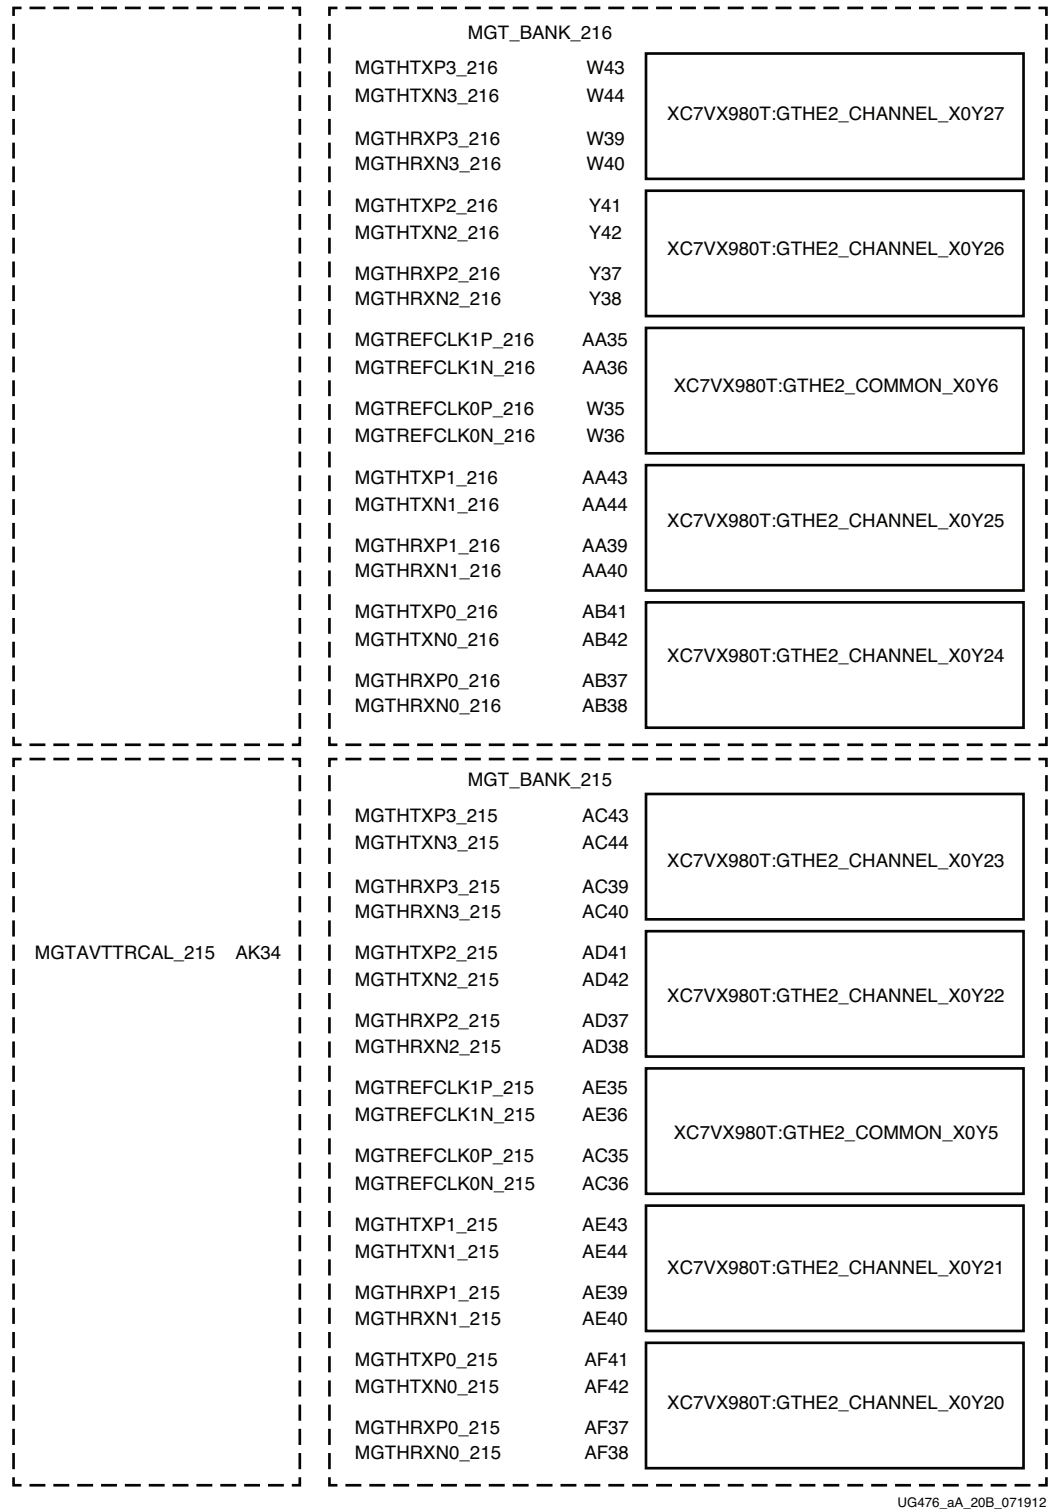 MGT_BANK_216
MGTHTXP3_216 W43
MGTHTXN3_216 W44
XC7VX980T:GTHE2_CHANNEL_X0Y27
MGTHRXP3_216 W39
MGTHRXN3_216 W40
MGTHTXP2_216 Y41
MGTHTXN2_216 Y42
XC7VX980T:GTHE2_CHANNEL_X0Y26
MGTHRXP2_216 Y37
MGTHRXN2_216 Y38
MGTREFCLK1P_216 AA35
MGTREFCLK1N_216 AA36
XC7VX980T:GTHE2_COMMON_X0Y6
MGTREFCLK0P_216 W35
MGTREFCLK0N_216 W36
MGTHTXP1_216 AA43
MGTHTXN1_216 AA44
XC7VX980T:GTHE2_CHANNEL_X0Y25
MGTHRXP1_216 AA39
MGTHRXN1_216 AA40
MGTHTXP0_216 AB41
MGTHTXN0_216 AB42
XC7VX980T:GTHE2_CHANNEL_X0Y24
MGTHRXP0_216 AB37
MGTHRXN0_216 AB38
MGT_BANK_215
MGTHTXP3_215 AC43
MGTHTXN3_215 AC44
XC7VX980T:GTHE2_CHANNEL_X0Y23
MGTHRXP3_215 AC39
MGTHRXN3_215 AC40
MGTAVTTRCAL_215 AK34
MGTHTXP2_215 AD41
MGTHTXN2_215 AD42
XC7VX980T:GTHE2_CHANNEL_X0Y22
MGTHRXP2_215 AD37
MGTHRXN2_215 AD38
MGTREFCLK1P_215 AE35
MGTREFCLK1N_215 AE36
XC7VX980T:GTHE2_COMMON_X0Y5
MGTREFCLK0P_215 AC35
MGTREFCLK0N_215 AC36
MGTHTXP1_215 AE43
MGTHTXN1_215 AE44
XC7VX980T:GTHE2_CHANNEL_X0Y21
MGTHRXP1_215 AE39
MGTHRXN1_215 AE40
MGTHTXP0_215 AF41
MGTHTXN0_215 AF42
XC7VX980T:GTHE2_CHANNEL_X0Y20
MGTHRXP0_215 AF37
MGTHRXN0_215 AF38
UG476_aA_20B_071912